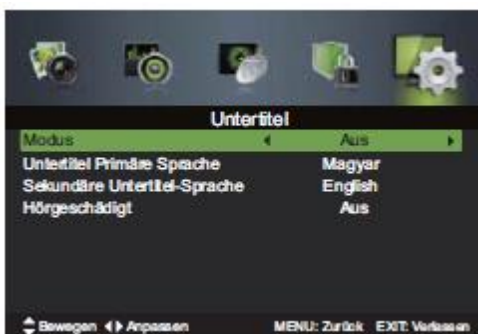 Untertitel
Modus Aus
Untertitel Primäre Sprache Magyar
Sekundäre Untertitel-Sprache English
Hörgeschädigt Aus
Bewegen Anpassen MENU: Zurück EXIT: Verlassen